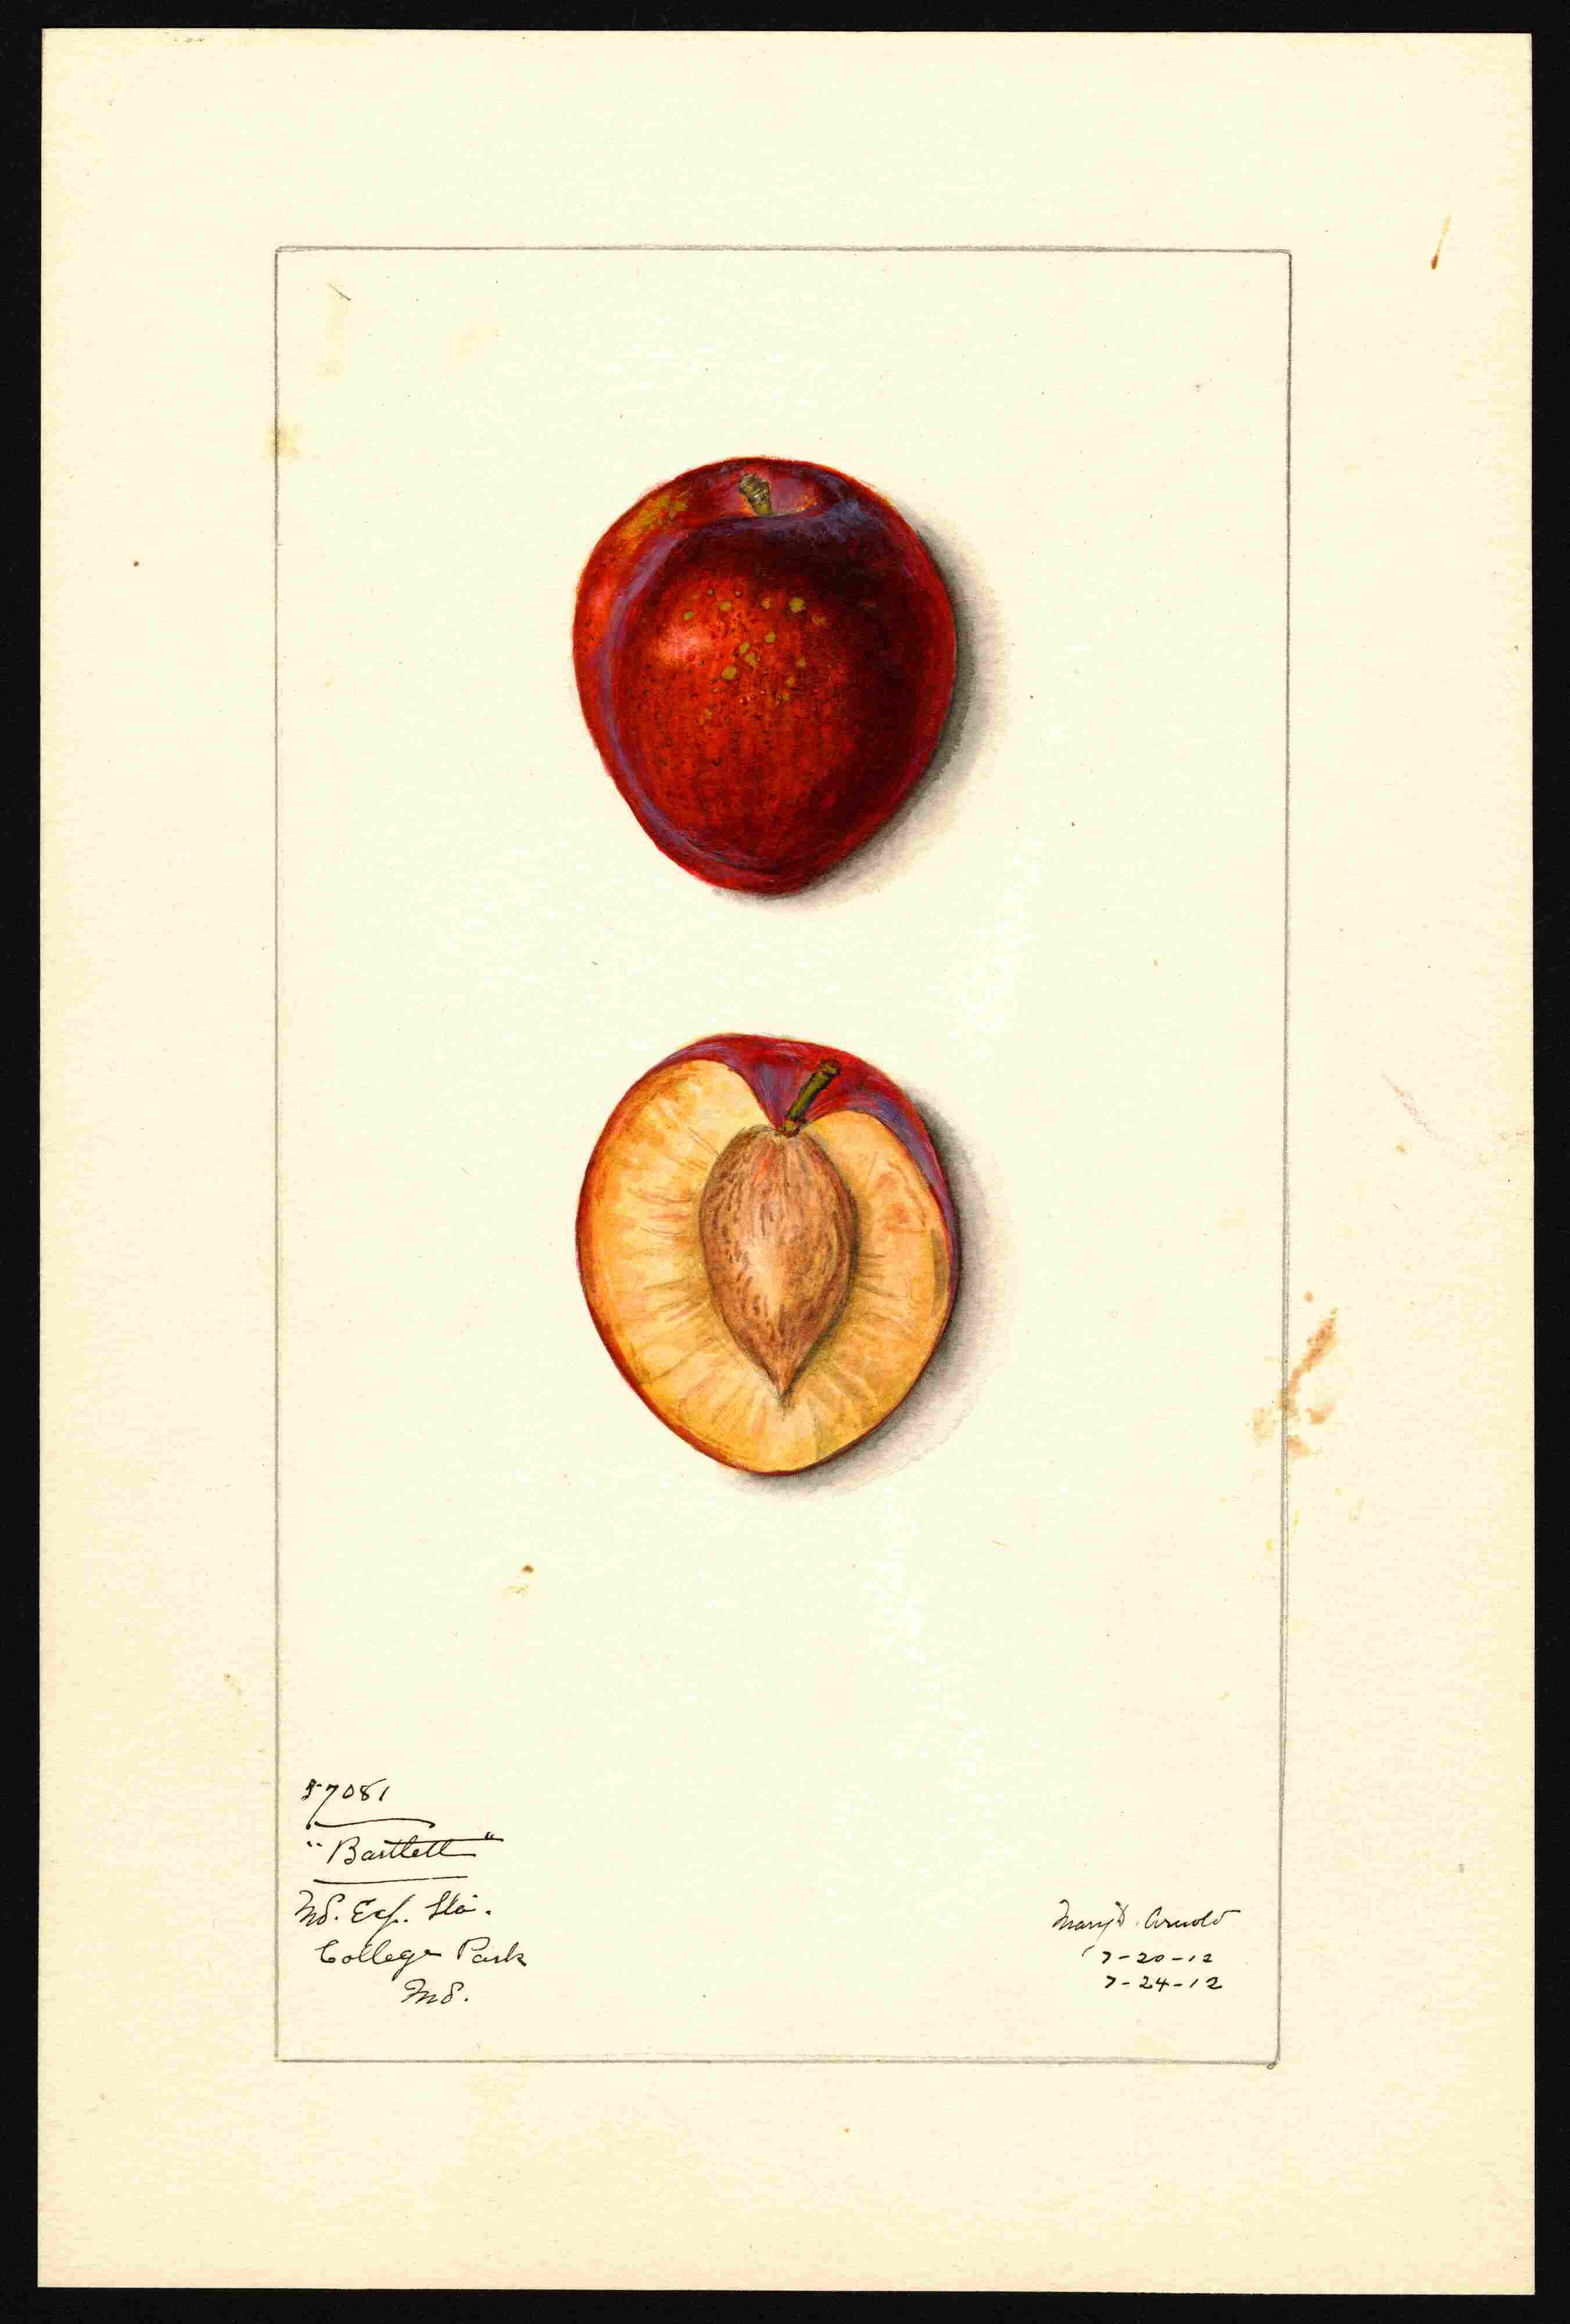 57081
"Bartlett"
Md. Exp. Sta.
College Park
Md.
Mary D. Arnold
7-20-12
7-24-12